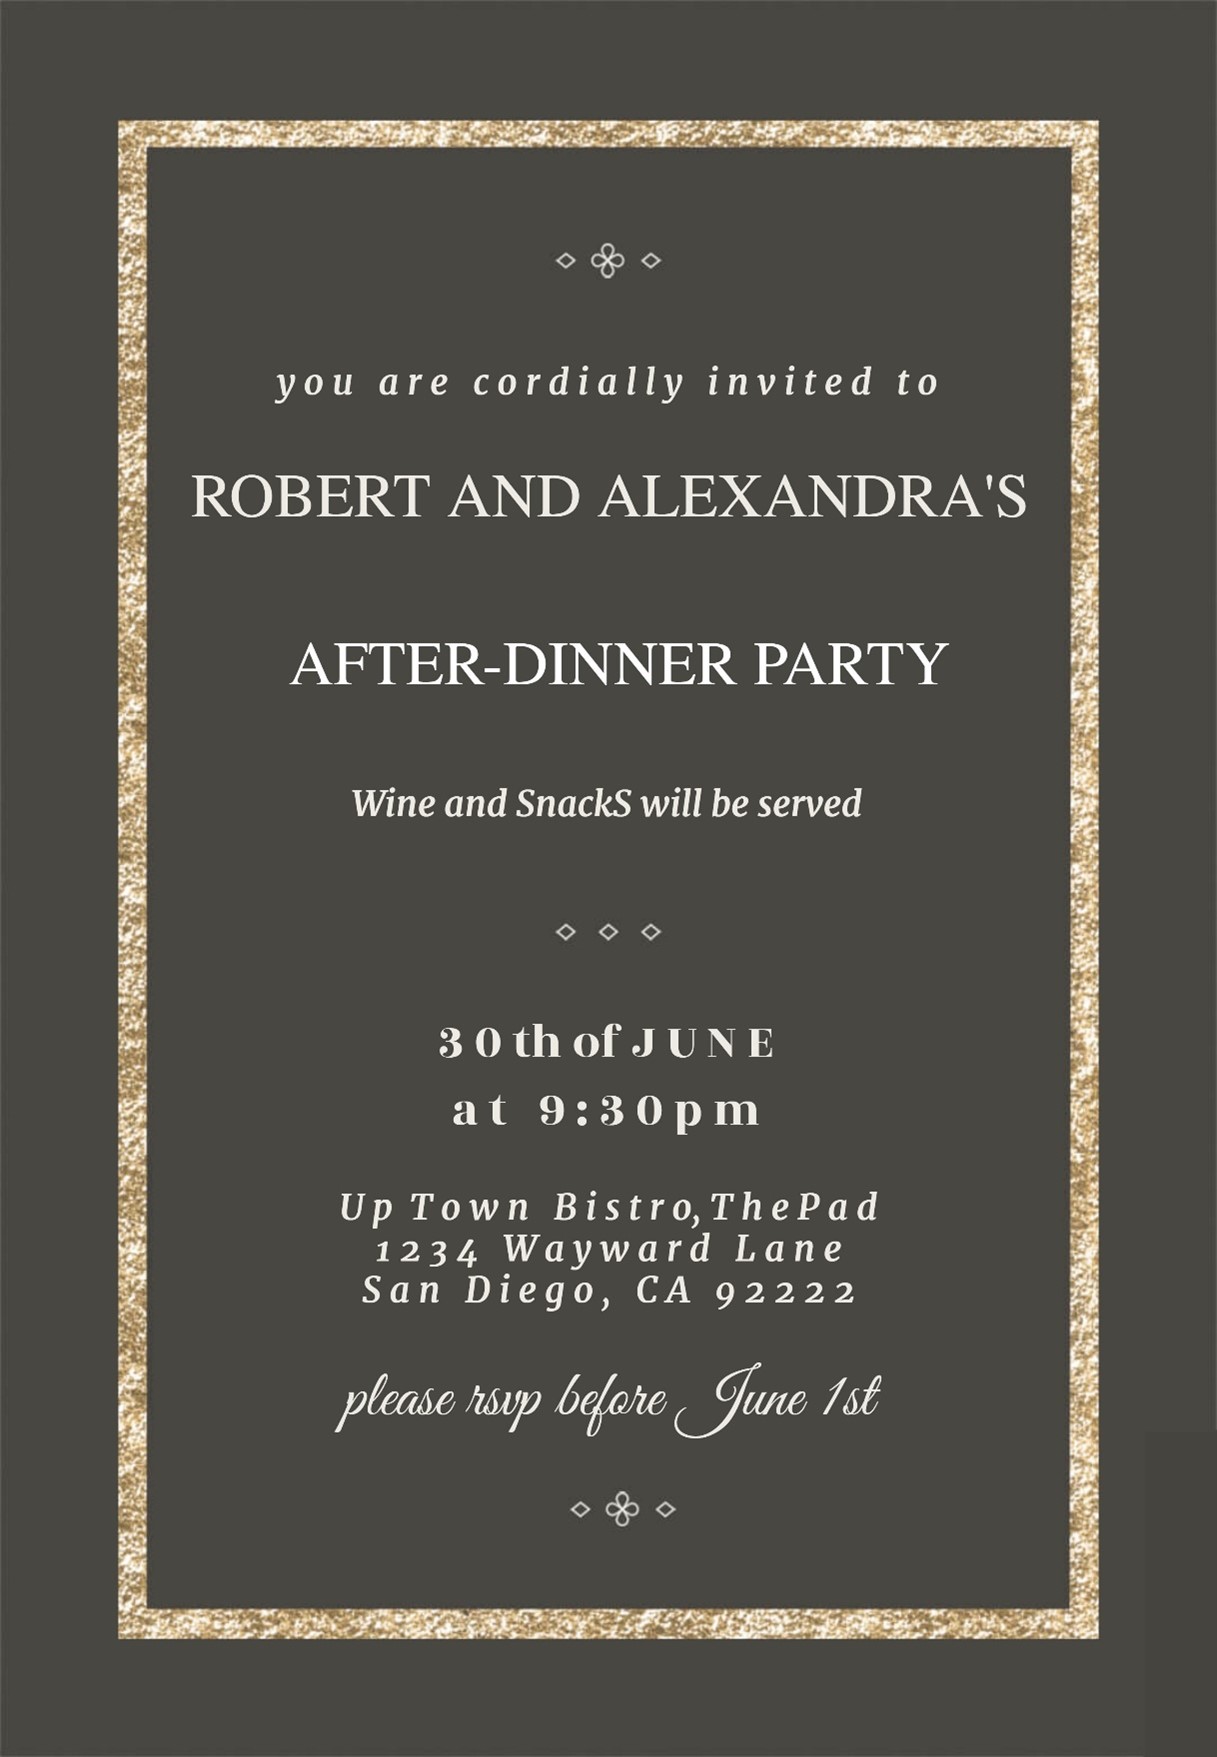 you are cordially invited to
ROBERT AND ALEXANDRA'S
AFTER-DINNER PARTY
Wine and SnackS will be served
30th of JUNE
at 9:30pm
Up Town Bistro,ThePad
1234 Wayward Lane
San Diego, CA 92222
please rsvp before June 1st